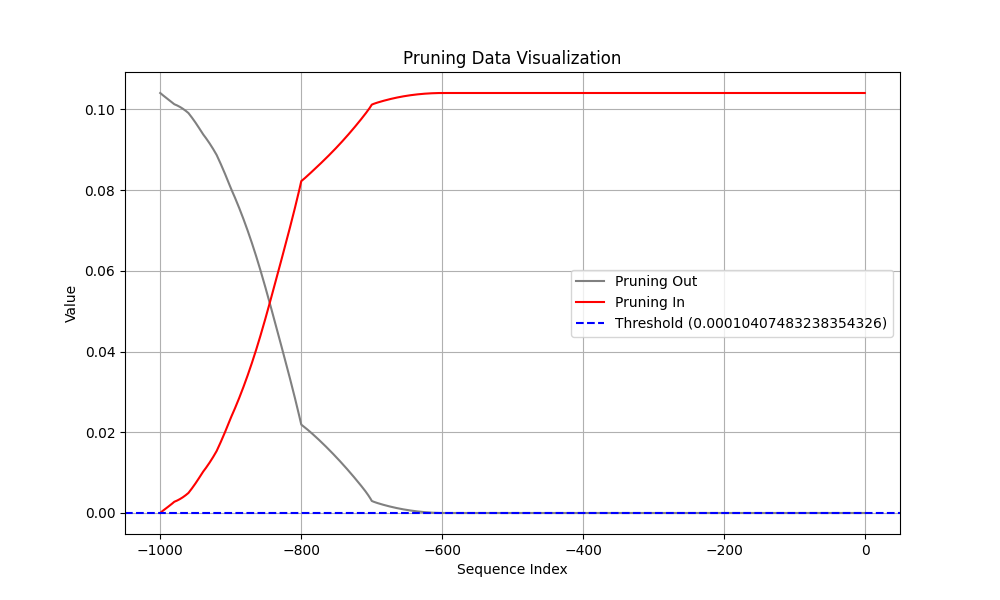 Pruning Data Visualization
Value
0.10
0.08
0.06
0.04
0.02
0.00
Pruning Out
Pruning In
Threshold (0.00010407483238354326)
−1000
−800
−600
−400
−200
0
Sequence Index